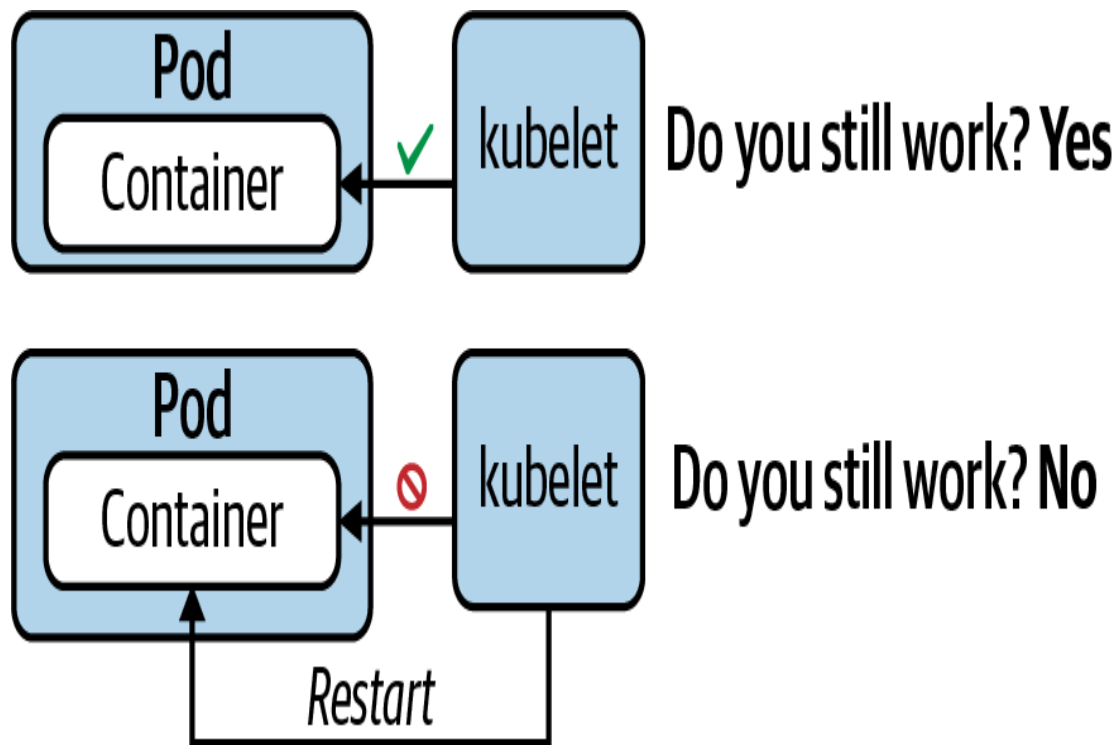 Pod
Container
kubelet
Do you still work? Yes
Pod
Container
kubelet
Do you still work? No
Restart